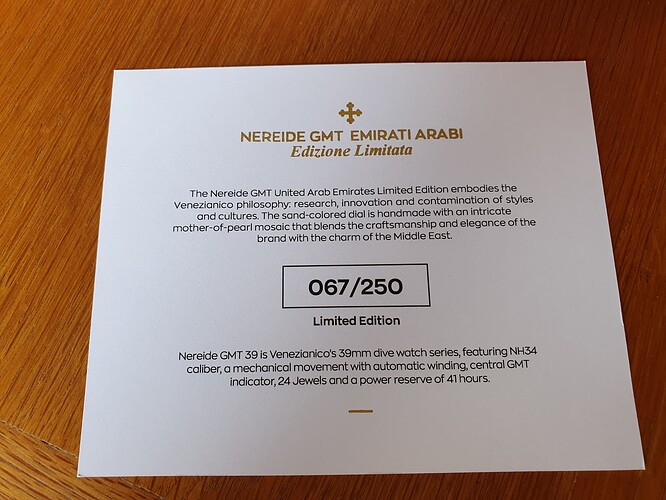 NEREIDE GMT EMIRATI ARABI
Edizione Limitata
The Nereide GMT United Arab Emirates Limited Edition embodies the
Venezianico philosophy: research, innovation and contamination of styles
and cultures. The sand-colored dial is handmade with an intricate
mother-of-pearl mosaic that blends the craftsmanship and elegance of the
brand with the charm of the Middle East.
067/250
Limited Edition
Nereide GMT 39 is Venezianico's 39mm dive watch series, featuring NH34
caliber, a mechanical movement with automatic winding, central GMT
indicator, 24 Jewels and a power reserve of 41 hours.